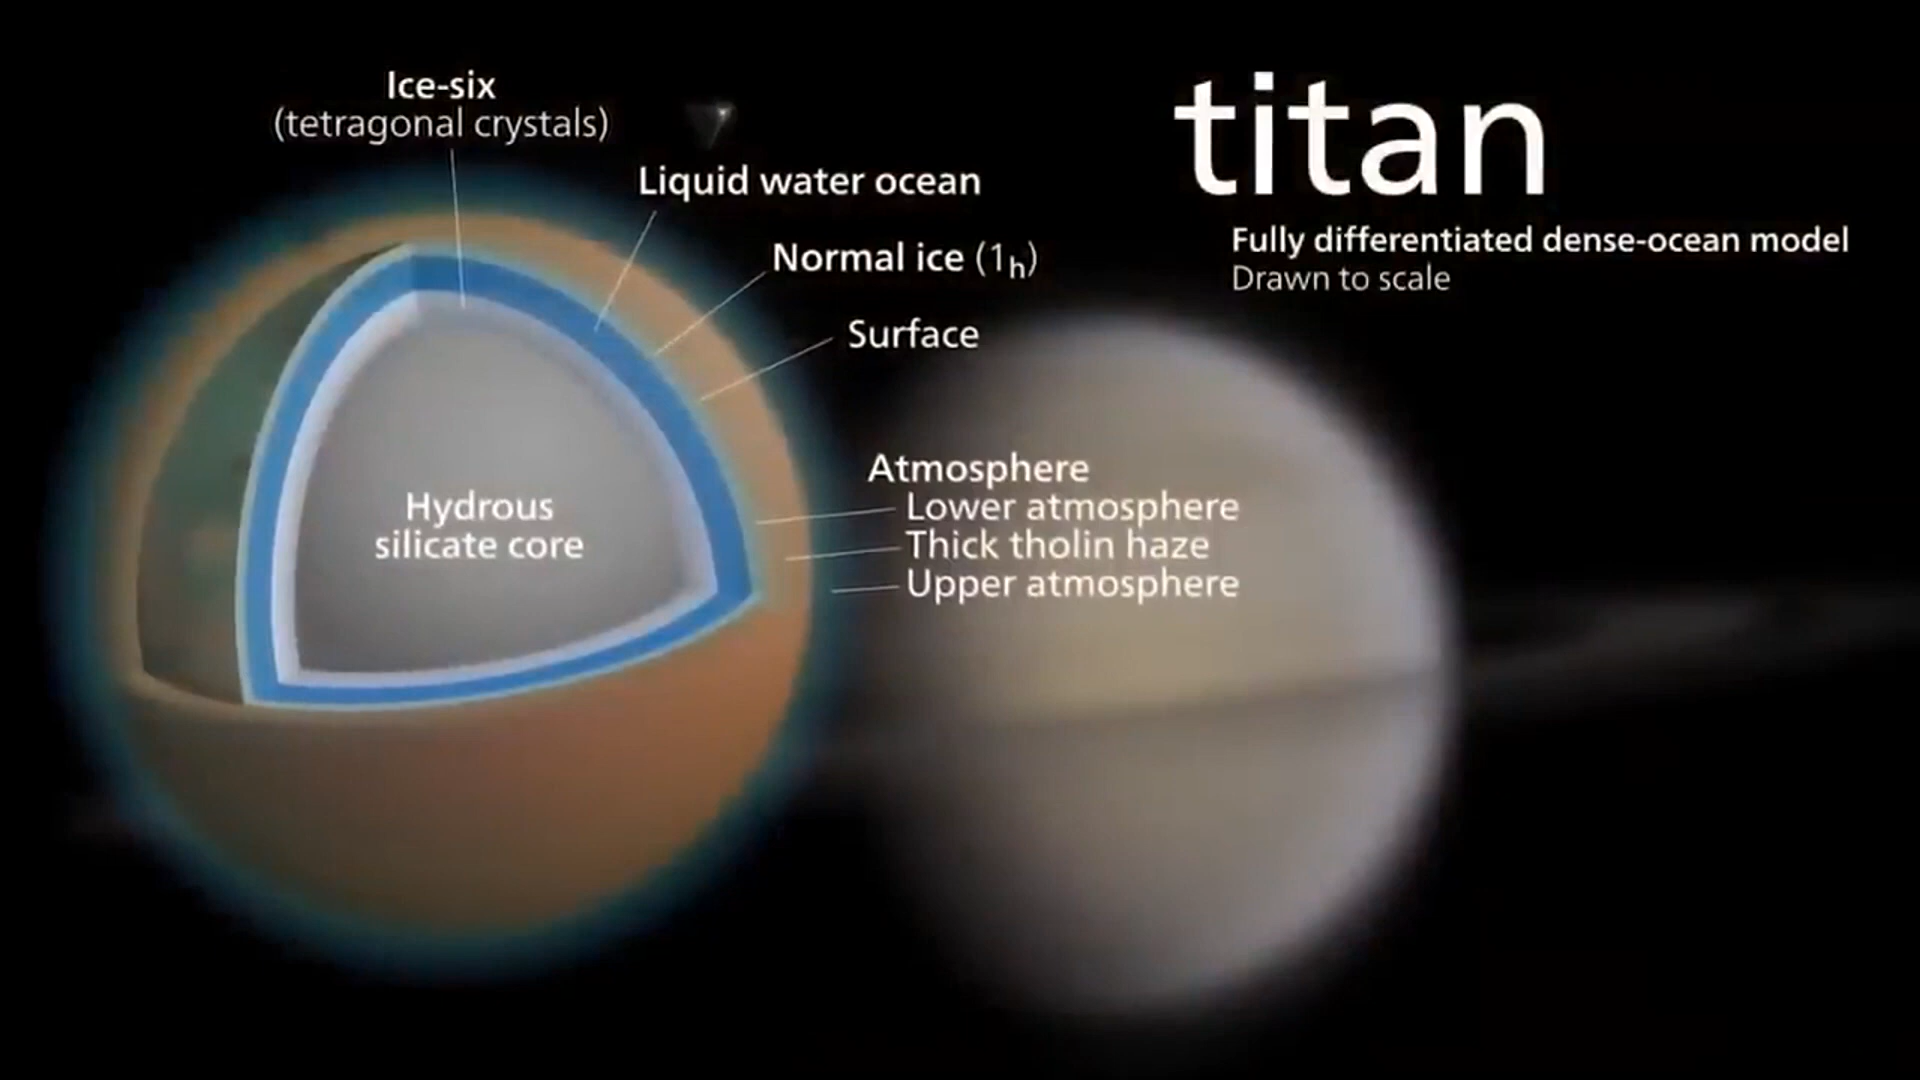 titan
Fully differentiated dense-ocean model
Drawn to scale
Ice-six
(tetragonal crystals)
Liquid water ocean
Normal ice (1h)
Surface
Atmosphere
Lower atmosphere
Thick tholin haze
Upper atmosphere
Hydrous
silicate core